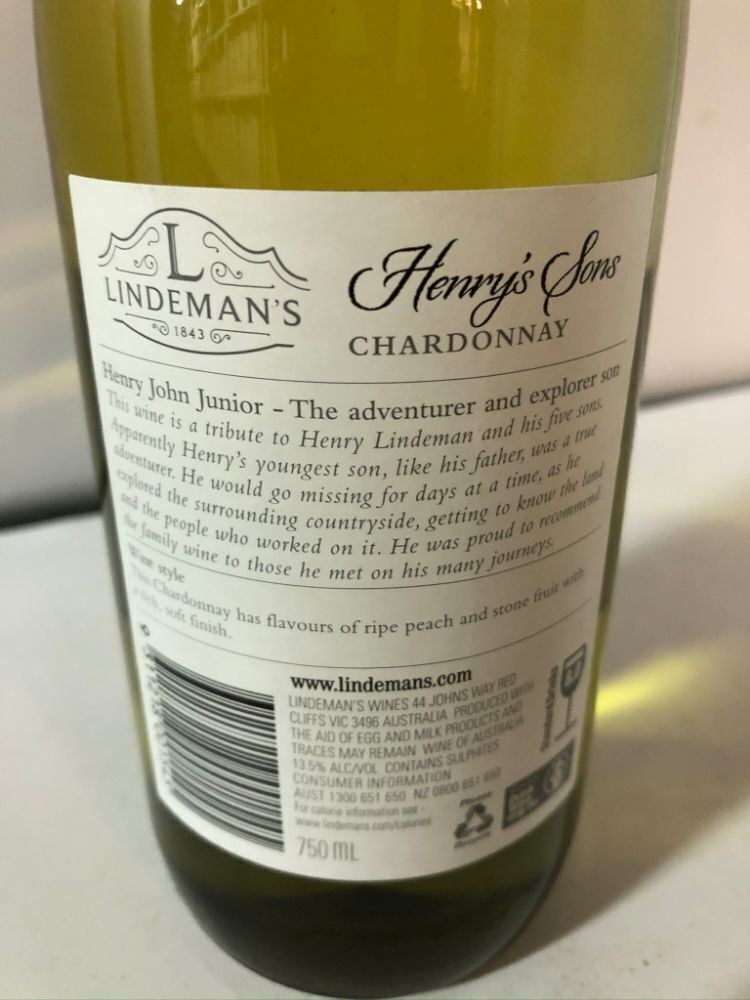 L
LINDEMAN'S
1843
Henry's Sons
CHARDONNAY
Henry John Junior – The adventurer and explorer son
This wine is a tribute to Henry Lindeman and his five sons.
Apparently Henry's youngest son, like his father, was a true
adventurer. He would go missing for days at a time, as he
explored the surrounding countryside, getting to know the land
and the people who worked on it. He was proud to recommend
the family wine to those he met on his many journeys.
Wine style
This Chardonnay has flavours of ripe peach and stone fruit with
a rich, soft finish.
www.lindemans.com
LINDEMAN'S WINES 44 JOHNS WAY RED
CLIFFS VIC 3496 AUSTRALIA PRODUCED WITH
THE AID OF EGG AND MILK PRODUCTS AND
TRACES MAY REMAIN WINE OF AUSTRALIA
13.5% ALC/VOL CONTAINS SULPHITES
CONSUMER INFORMATION
AUST 1300 651 650 NZ 0800 651 650
For calorie information see -
www.lindemans.com/calories
750 ML
Standard drinks
Please
Recycle